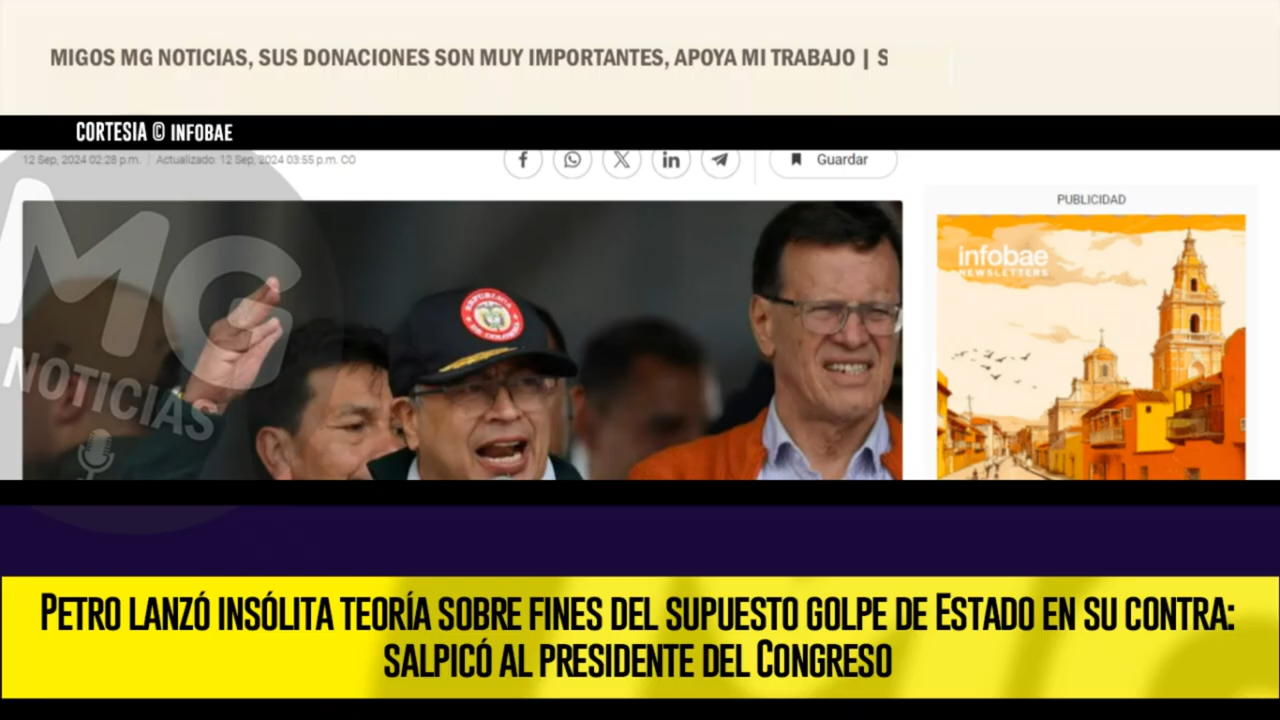 MIGOS MG NOTICIAS, SUS DONACIONES SON MUY IMPORTANTES, APOYA MI TRABAJO | S
CORTESIA © INFOBAE
12 Sep, 2024 02:28 p.m. | Actualizado: 12 Sep, 2024 03:55 p.m. CO
Guardar
PUBLICIDAD
infobae
NEWSLETTERS
MG
NOTICIAS
REPUBLICA
DE COLOMBIA
PETRO LANZÓ INSÓLITA TEORÍA SOBRE FINES DEL SUPUESTO GOLPE DE ESTADO EN SU CONTRA:
SALPICÓ AL PRESIDENTE DEL CONGRESO